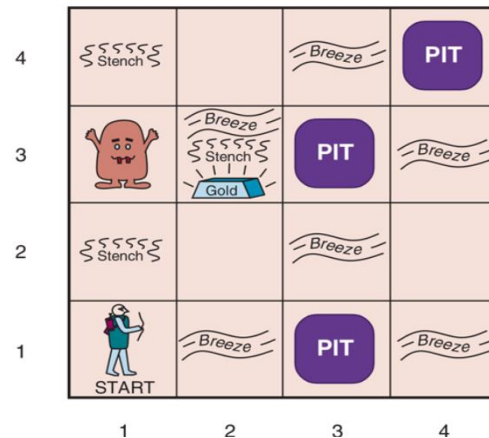 4 Stench Breeze PIT
Breeze
3 Stench PIT Breeze
Gold
2 Stench Breeze
1 Breeze PIT Breeze
START
1 2 3 4